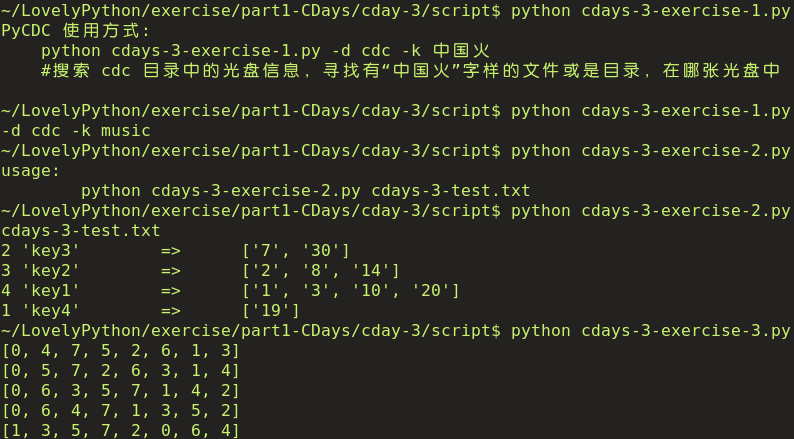 ~/LovelyPython/exercise/part1-CDays/cday-3/script$ python cdays-3-exercise-1.py
PyCDC 使用方式:
    python cdays-3-exercise-1.py -d cdc -k 中国火
    #搜索 cdc 目录中的光盘信息，寻找有“中国火”字样的文件或是目录，在哪张光盘中
~/LovelyPython/exercise/part1-CDays/cday-3/script$ python cdays-3-exercise-1.py
-d cdc -k music
~/LovelyPython/exercise/part1-CDays/cday-3/script$ python cdays-3-exercise-2.py
usage:
        python cdays-3-exercise-2.py cdays-3-test.txt
~/LovelyPython/exercise/part1-CDays/cday-3/script$ python cdays-3-exercise-2.py
cdays-3-test.txt
2 'key3'        =>      ['7', '30']
3 'key2'        =>      ['2', '8', '14']
4 'key1'        =>      ['1', '3', '10', '20']
1 'key4'        =>      ['19']
~/LovelyPython/exercise/part1-CDays/cday-3/script$ python cdays-3-exercise-3.py
[0, 4, 7, 5, 2, 6, 1, 3]
[0, 5, 7, 2, 6, 3, 1, 4]
[0, 6, 3, 5, 7, 1, 4, 2]
[0, 6, 4, 7, 1, 3, 5, 2]
[1, 3, 5, 7, 2, 0, 6, 4]